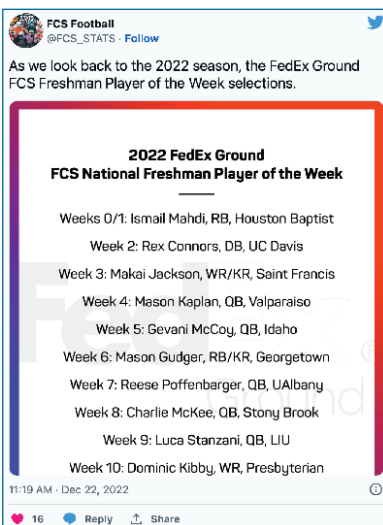 FCS Football
@FCS_STATS · Follow
As we look back to the 2022 season, the FedEx Ground
FCS Freshman Player of the Week selections.
2022 FedEx Ground
FCS National Freshman Player of the Week
Weeks 0/1: Ismail Mahdi, RB, Houston Baptist
Week 2: Rex Connors, DB, UC Davis
Week 3: Makai Jackson, WR/KR, Saint Francis
Week 4: Mason Kaplan, QB, Valparaiso
Week 5: Gevani McCoy, QB, Idaho
Week 6: Mason Gudger, RB/KR, Georgetown
Week 7: Reese Poffenbarger, QB, UAlbany
Week 8: Charlie McKee, QB, Stony Brook
Week 9: Luca Stanzani, QB, LIU
Week 10: Dominic Kibby, WR, Presbyterian
FedEx ®
Ground
11:19 AM · Dec 22, 2022
16 Reply Share